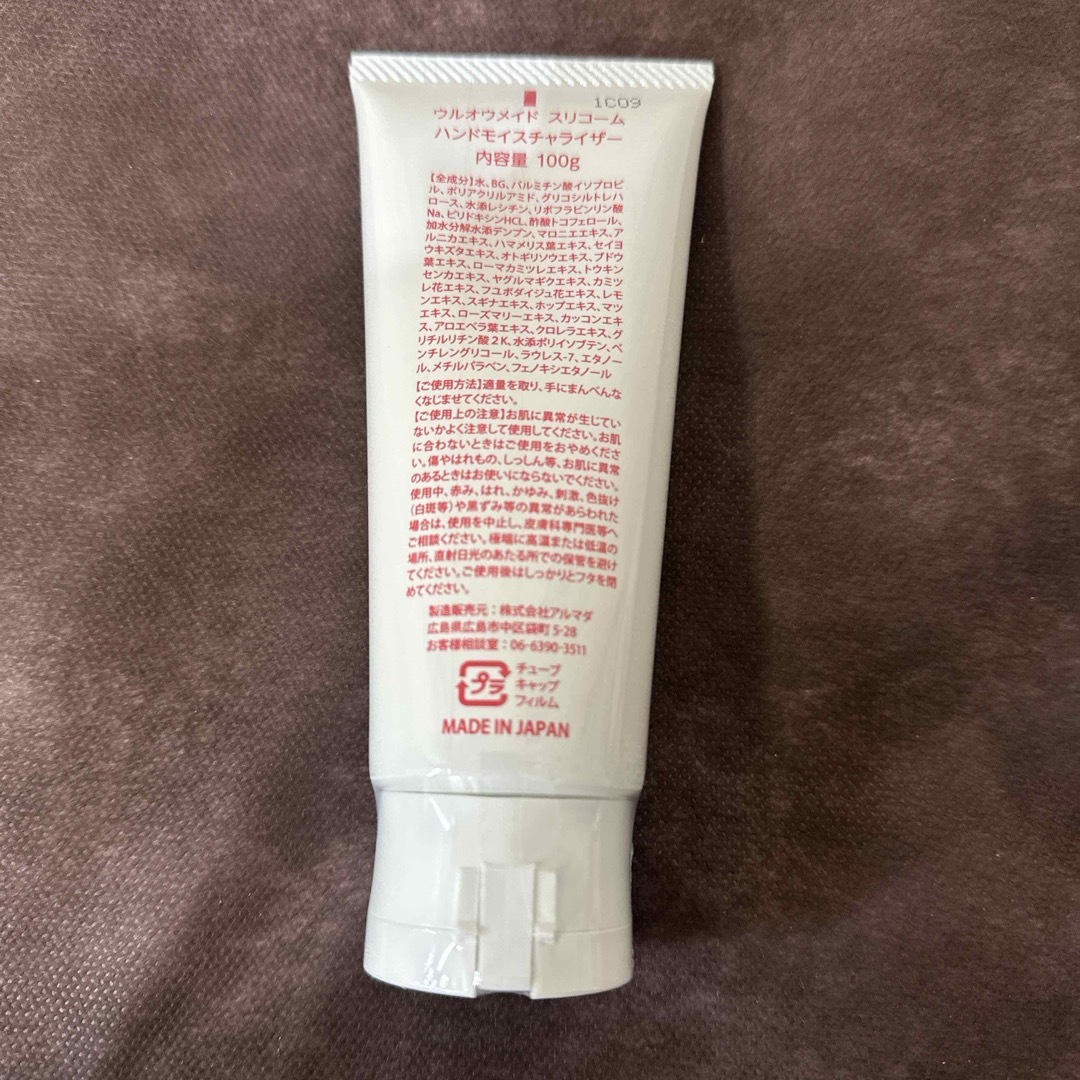 1C09
ウルオウメイド スリコーム
ハンドモイスチャライザー
内容量 100g
【全成分】水、BG、パルミチン酸イソプロピ
ル、ポリアクリルアミド、グリコシルトレハ
ロース、水添レシチン、リボフラビンリン酸
Na、ピリドキシンHCL、酢酸トコフェロール、
加水分解水添デンプン、マロニエエキス、ア
ルニカエキス、ハマメリス葉エキス、セイヨ
ウキズタエキス、オトギリソウエキス、ブドウ
葉エキス、ローマカミツレエキス、トウキン
センカエキス、ヤグルマギクエキス、カミツ
レ花エキス、フユボダイジュ花エキス、レモ
ンエキス、スギナエキス、ホップエキス、マツ
エキス、ローズマリーエキス、カッコンエキ
ス、アロエベラ葉エキス、クロレラエキス、グ
リチルリチン酸2K、水添ポリイソブテン、ペ
ンチレングリコール、ラウレス-7、エタノー
ル、メチルパラベン、フェノキシエタノール
【ご使用方法】適量を取り、手にまんべんな
くなじませてください。
【ご使用上の注意】お肌に異常が生じてい
ないかよく注意して使用してください。お肌
に合わないときはご使用をおやめくださ
い。傷やはれもの、しっしん等、お肌に異常
のあるときはお使いにならないでください。
使用中、赤み、はれ、かゆみ、刺激、色抜け
(白斑等)や黒ずみ等の異常があらわれた
場合は、使用を中止し、皮膚科専門医等へ
ご相談ください。極端に高温または低温の
場所、直射日光のあたる所での保管を避け
てください。ご使用後はしっかりとフタを閉
めてください。
製造販売元:株式会社アルマダ
広島県広島市中区袋町 5-28
お客様相談室:06-6390-3511
プラ
チューブ
キャップ
フィルム
MADE IN JAPAN